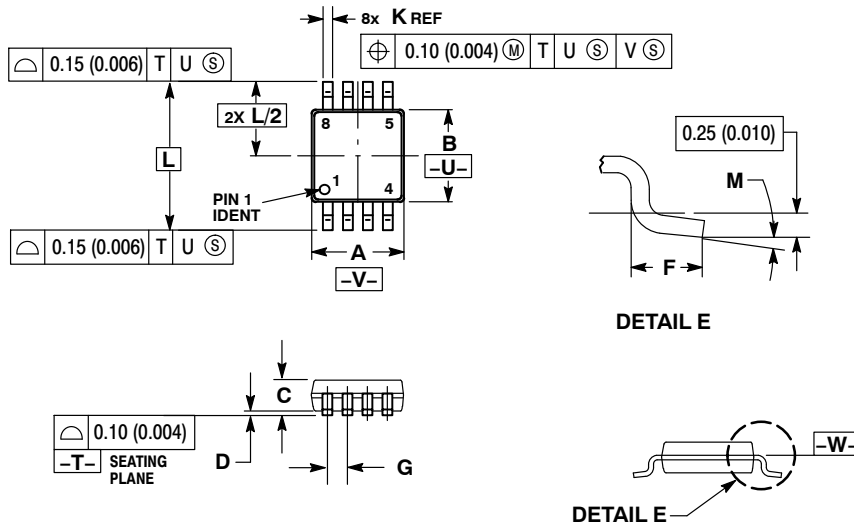 8x K REF
0.10 (0.004) Ⓜ T U Ⓢ V Ⓢ
0.15 (0.006) T U Ⓢ
2X L/2
L
8 5
1 4
PIN 1
IDENT
B
–U–
0.15 (0.006) T U Ⓢ
A
–V–
0.25 (0.010)
M
F
DETAIL E
C
0.10 (0.004)
–T– SEATING
PLANE
D
G
–W–
DETAIL E